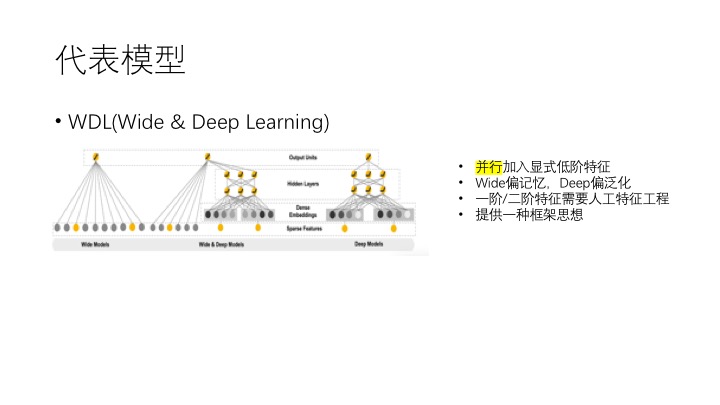 代表模型
• WDL(Wide & Deep Learning)
Output Units
Hidden Layers
Dense
Embeddings
Sparse Features
Wide Models
Wide & Deep Models
Deep Models
• 并行加入显式低阶特征
• Wide偏记忆，Deep偏泛化
• 一阶/二阶特征需要人工特征工程
• 提供一种框架思想